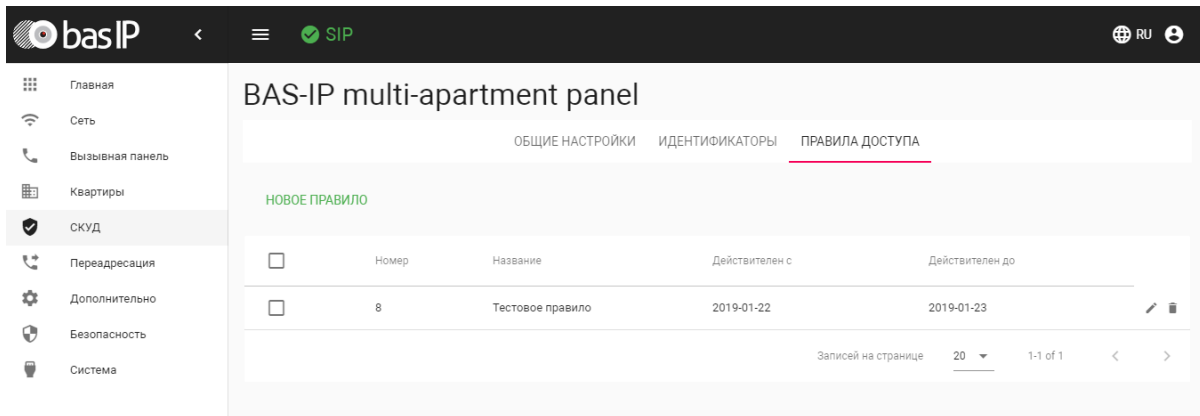 bas IP
SIP
RU
Главная
Сеть
Вызывная панель
Квартиры
СКУД
Переадресация
Дополнительно
Безопасность
Система
BAS-IP multi-apartment panel
ОБЩИЕ НАСТРОЙКИ ИДЕНТИФИКАТОРЫ ПРАВИЛА ДОСТУПА
НОВОЕ ПРАВИЛО
Номер Название Действителен с Действителен до
8 Тестовое правило 2019-01-22 2019-01-23
Записей на странице 20 1-1 of 1